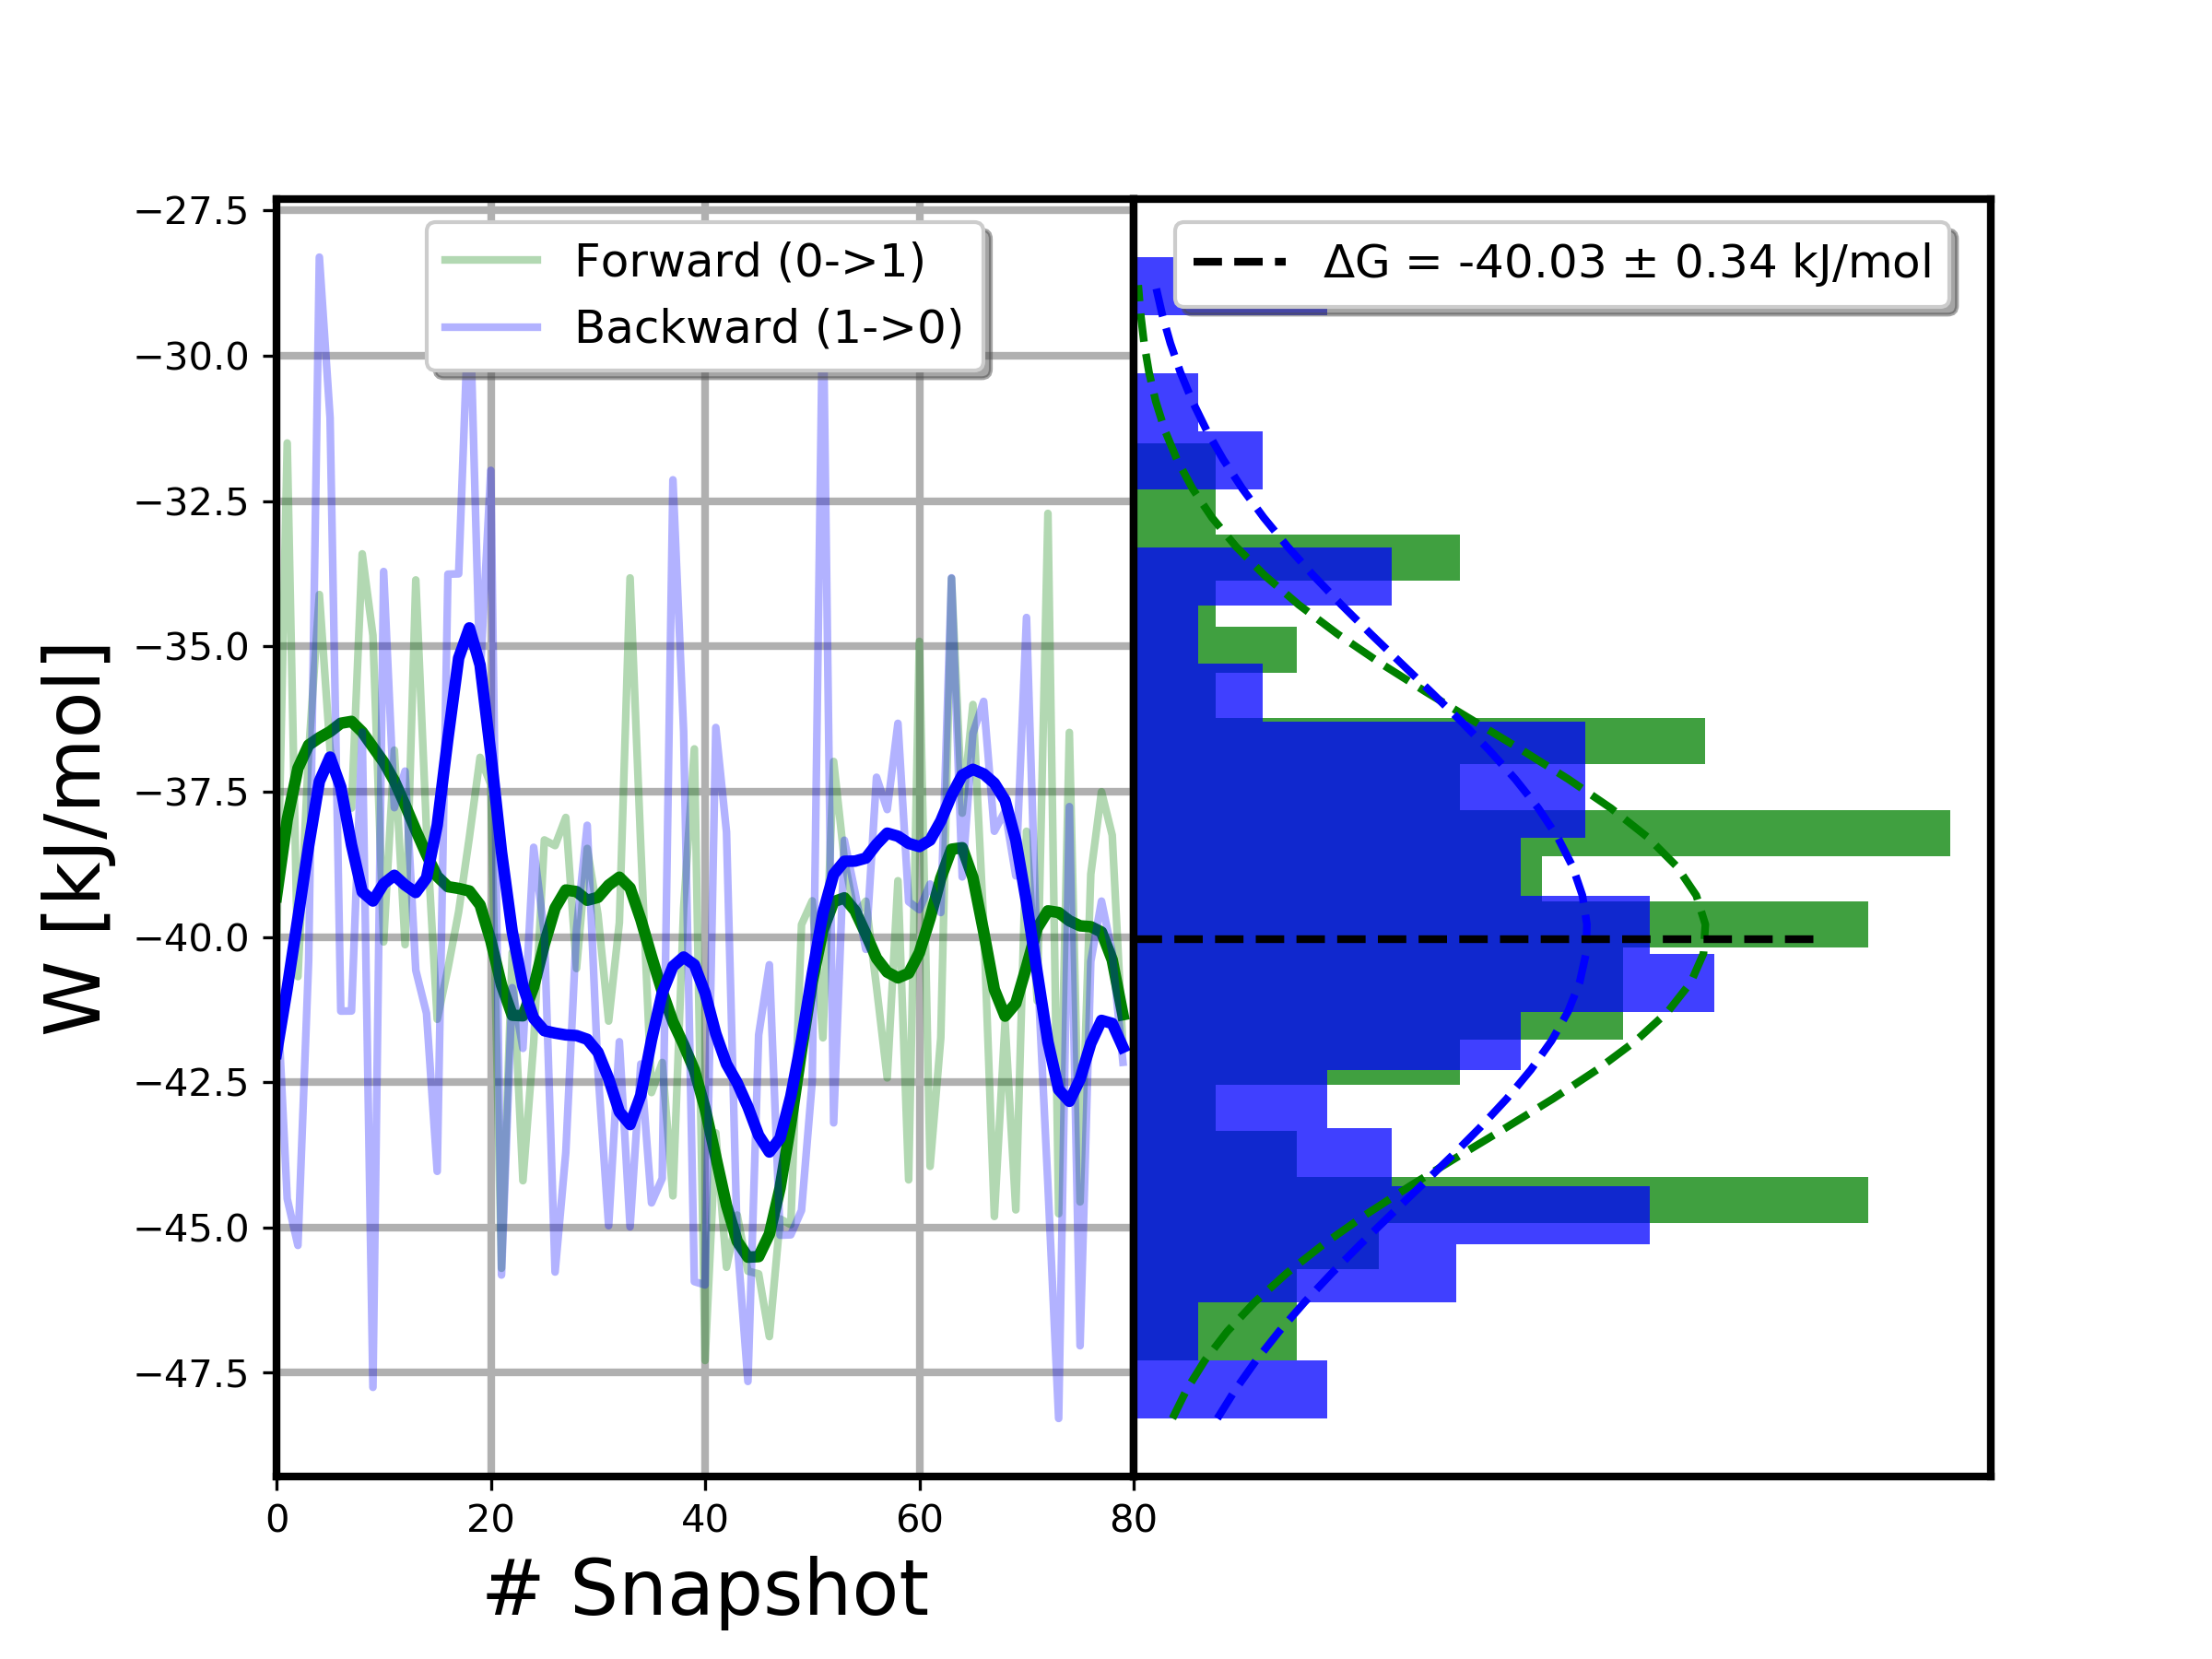 Forward (0->1)
Backward (1->0)
ΔG = -40.03 ± 0.34 kJ/mol
W [kJ/mol]
−27.5
−30.0
−32.5
−35.0
−37.5
−40.0
−42.5
−45.0
−47.5
0 20 40 60 80
# Snapshot